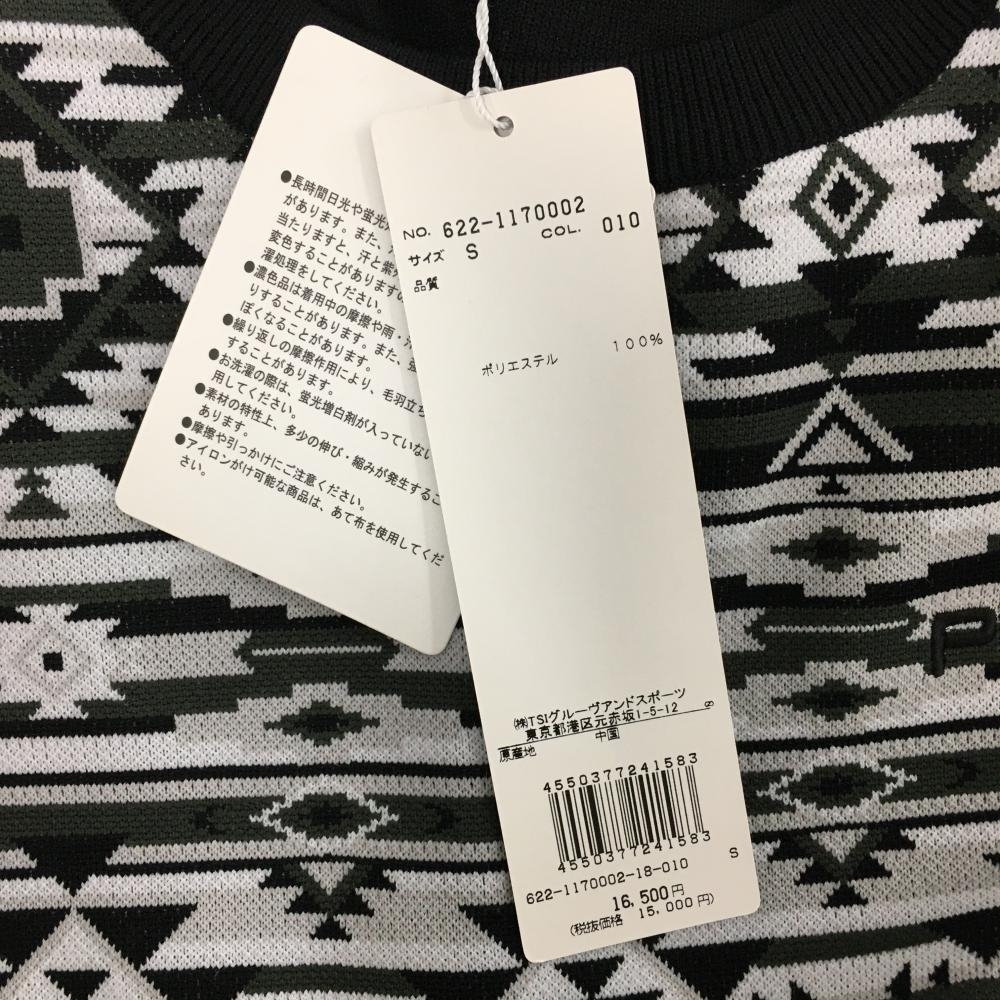 ●長時間日光や蛍光
があります。また、
当たりますと、汗と紫
変色することがありますの
濯処理をしてください。
●濃色品は着用中の摩擦や雨・
りすることがあります。また、強
ぽくなることがあります。
●繰り返しの摩擦作用により、毛羽立ち
することがあります。
●お洗濯の際は、蛍光増白剤が入っていない
用してください。
●素材の特性上、多少の伸び・縮みが発生するこ
あります。
●摩擦や引っかけにご注意ください。
●アイロンがけ可能な商品は、あて布を使用してくだ
さい。
NO. 622-1170002
サイズ S COL. 010
品質
ポリエステル 100%
㈱TSIグルーヴアンドスポーツ
東京都港区元赤坂1-5-12
原産地 中国
4550377241583
4550377241583
622-1170002-18-010 S
16,500円
(税抜価格 15,000円)
P